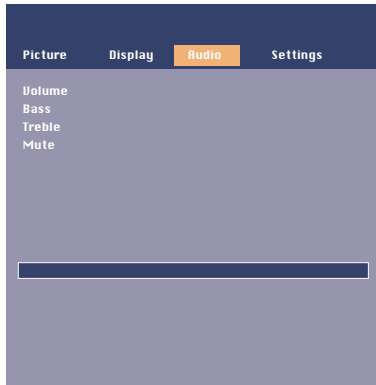 Picture Display Audio Settings
Volume
Bass
Treble
Mute